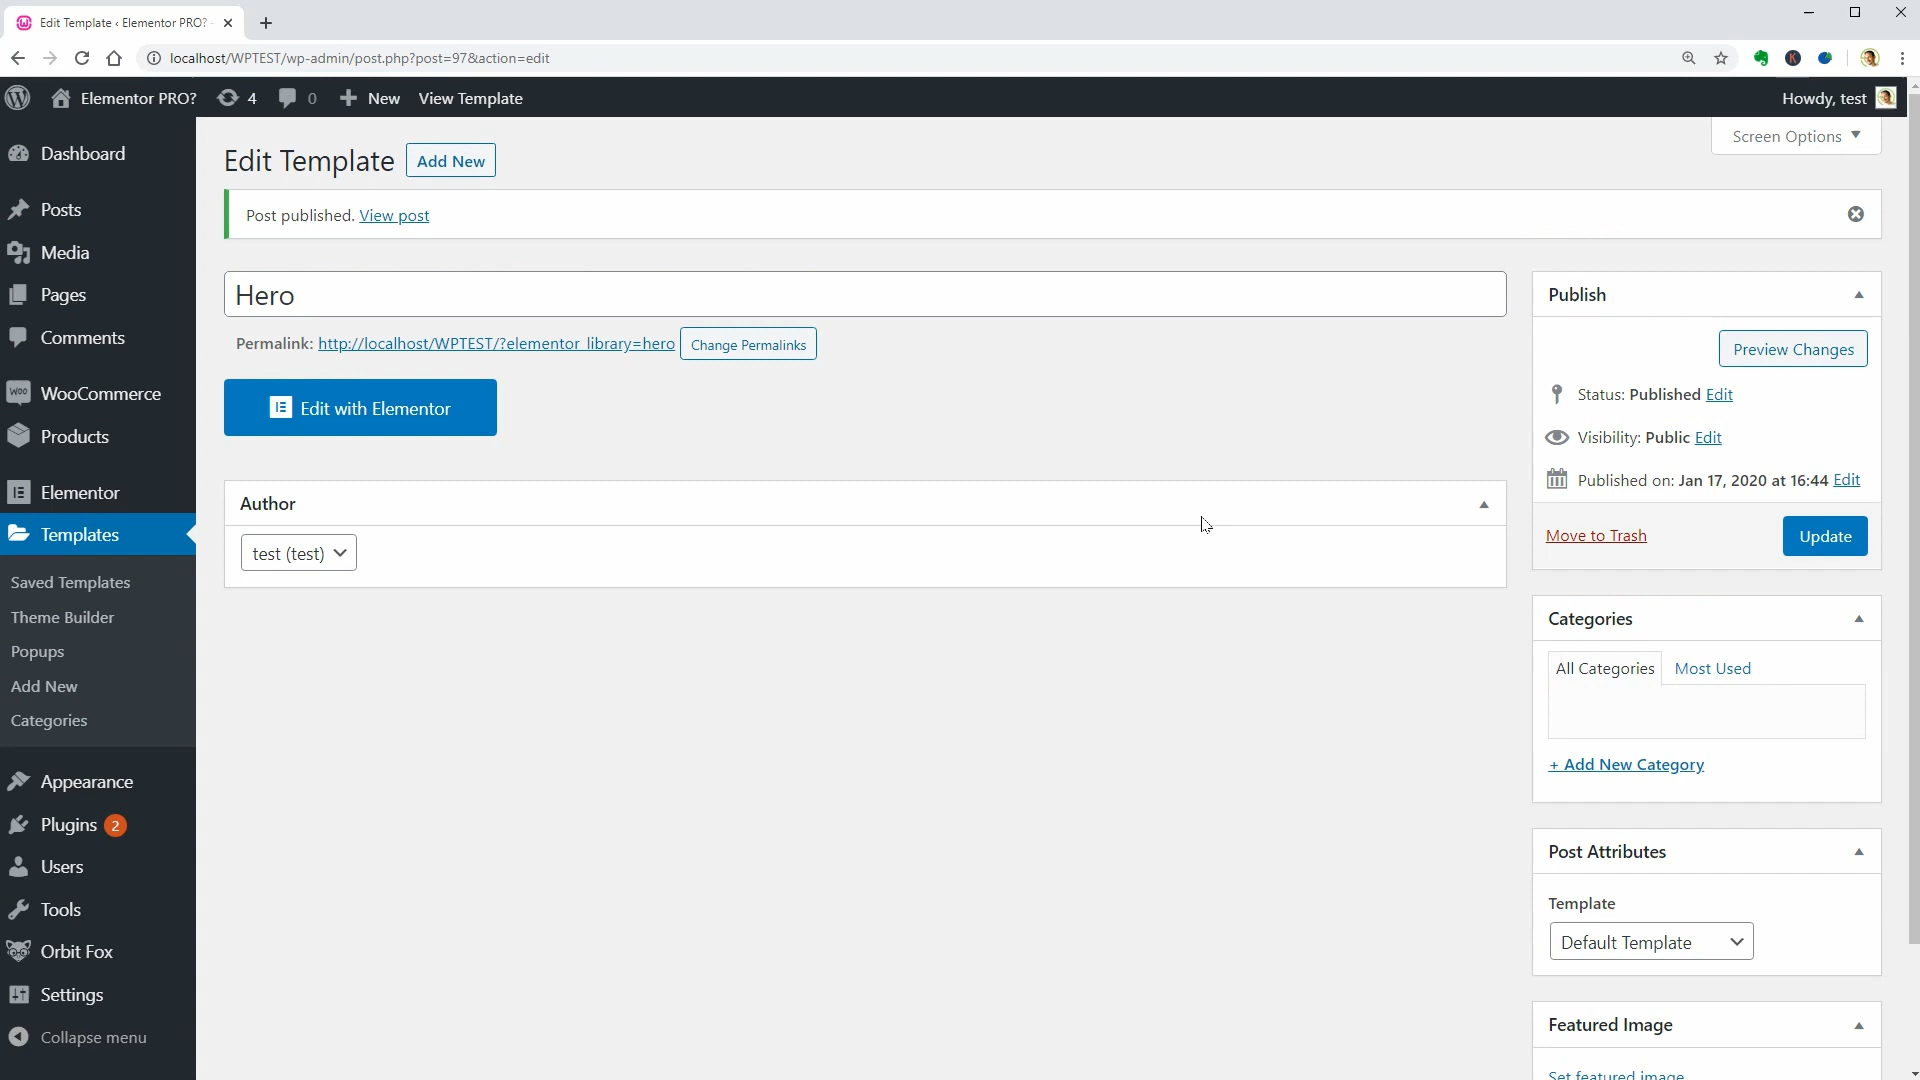 Edit Template ‹ Elementor PRO? -
localhost/WPTEST/wp-admin/post.php?post=97&action=edit
Elementor PRO?
4
0
New
View Template
Howdy, test
Screen Options
Dashboard
Posts
Media
Pages
Comments
WOO
WooCommerce
Products
Elementor
Templates
Saved Templates
Theme Builder
Popups
Add New
Categories
Appearance
Plugins 2
Users
Tools
Orbit Fox
Settings
Collapse menu
Edit Template
Add New
Post published. View post
Hero
Permalink: http://localhost/WPTEST/?elementor_library=hero
Change Permalinks
Edit with Elementor
Author
test (test)
Publish
Preview Changes
Status: Published Edit
Visibility: Public Edit
Published on: Jan 17, 2020 at 16:44 Edit
Move to Trash
Update
Categories
All Categories
Most Used
+ Add New Category
Post Attributes
Template
Default Template
Featured Image
Set featured image